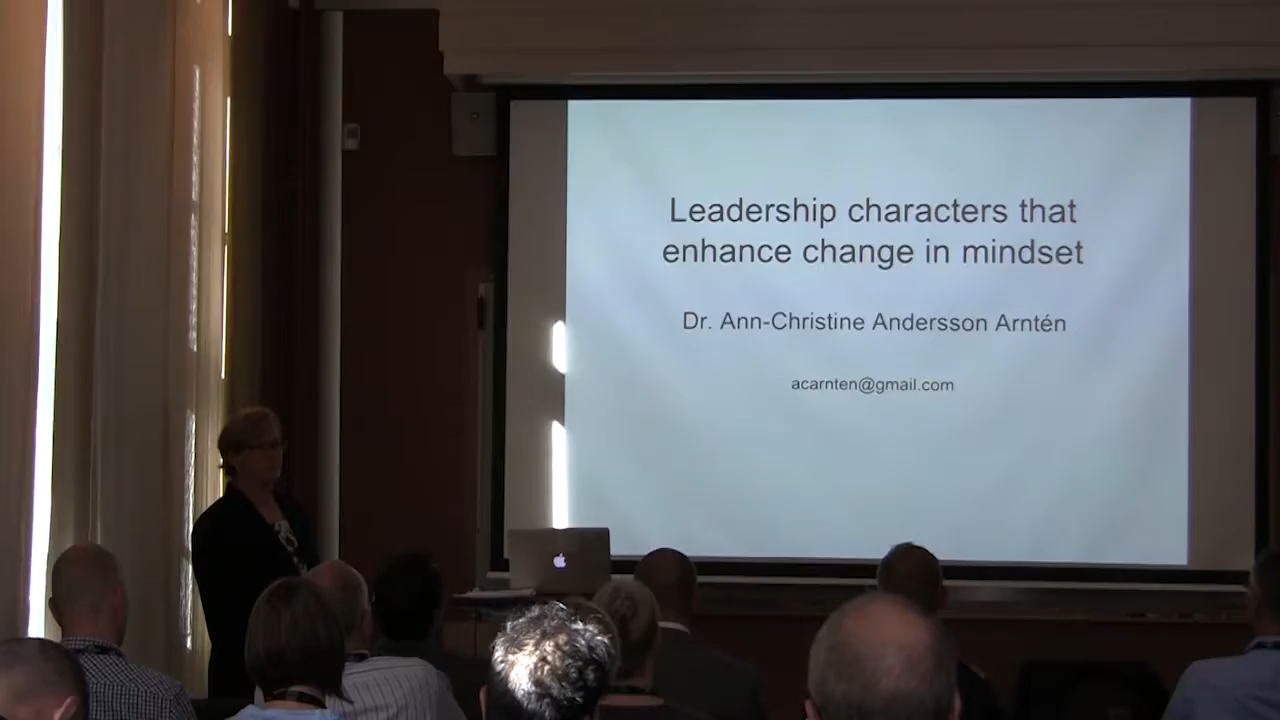 Leadership characters that
enhance change in mindset
Dr. Ann-Christine Andersson Arntén
acarnten@gmail.com